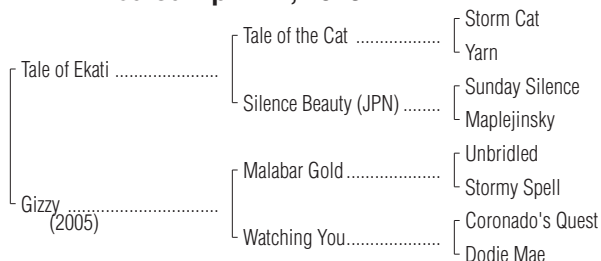 Storm Cat
Tale of the Cat ..................
Yarn
Tale of Ekati ......................
Sunday Silence
Silence Beauty (JPN) ........
Maplejinsky
Unbridled
Malabar Gold....................
Stormy Spell
Gizzy ................................
(2005)
Coronado's Quest
Watching You....................
Dodie Mae